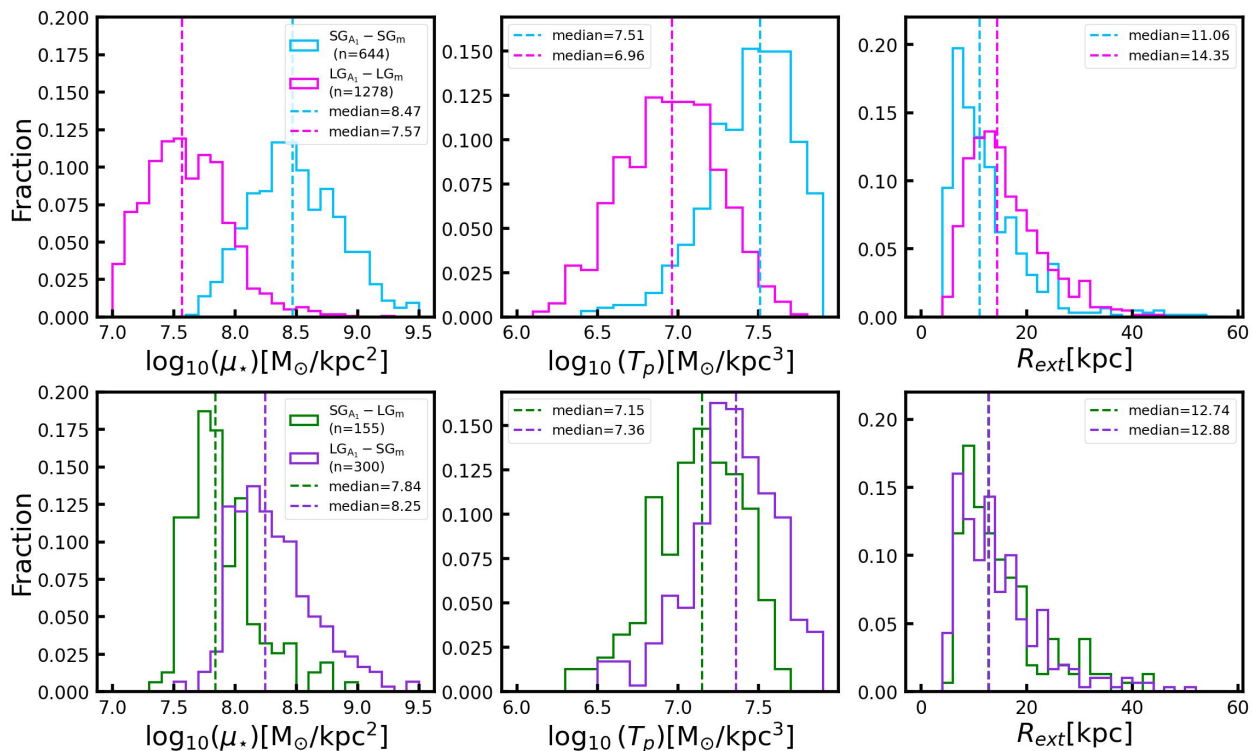 0.200
0.175
0.150
0.125
0.100
0.075
0.050
0.025
0.000
Fraction
7.0 7.5 8.0 8.5 9.0 9.5
log₁₀(μ⋆)[M⊙/kpc²]
SG_A₁ − SG_m
(n=644)
LG_A₁ − LG_m
(n=1278)
median=8.47
median=7.57
0.150
0.125
0.100
0.075
0.050
0.025
0.000
6.0 6.5 7.0 7.5
log₁₀(T_p)[M⊙/kpc³]
median=7.51
median=6.96
0.20
0.15
0.10
0.05
0.00
0 20 40 60
R_ext[kpc]
median=11.06
median=14.35
0.200
0.175
0.150
0.125
0.100
0.075
0.050
0.025
0.000
Fraction
7.0 7.5 8.0 8.5 9.0 9.5
log₁₀(μ⋆)[M⊙/kpc²]
SG_A₁ − LG_m
(n=155)
LG_A₁ − SG_m
(n=300)
median=7.84
median=8.25
0.150
0.125
0.100
0.075
0.050
0.025
0.000
6.0 6.5 7.0 7.5
log₁₀(T_p)[M⊙/kpc³]
median=7.15
median=7.36
0.20
0.15
0.10
0.05
0.00
0 20 40 60
R_ext[kpc]
median=12.74
median=12.88